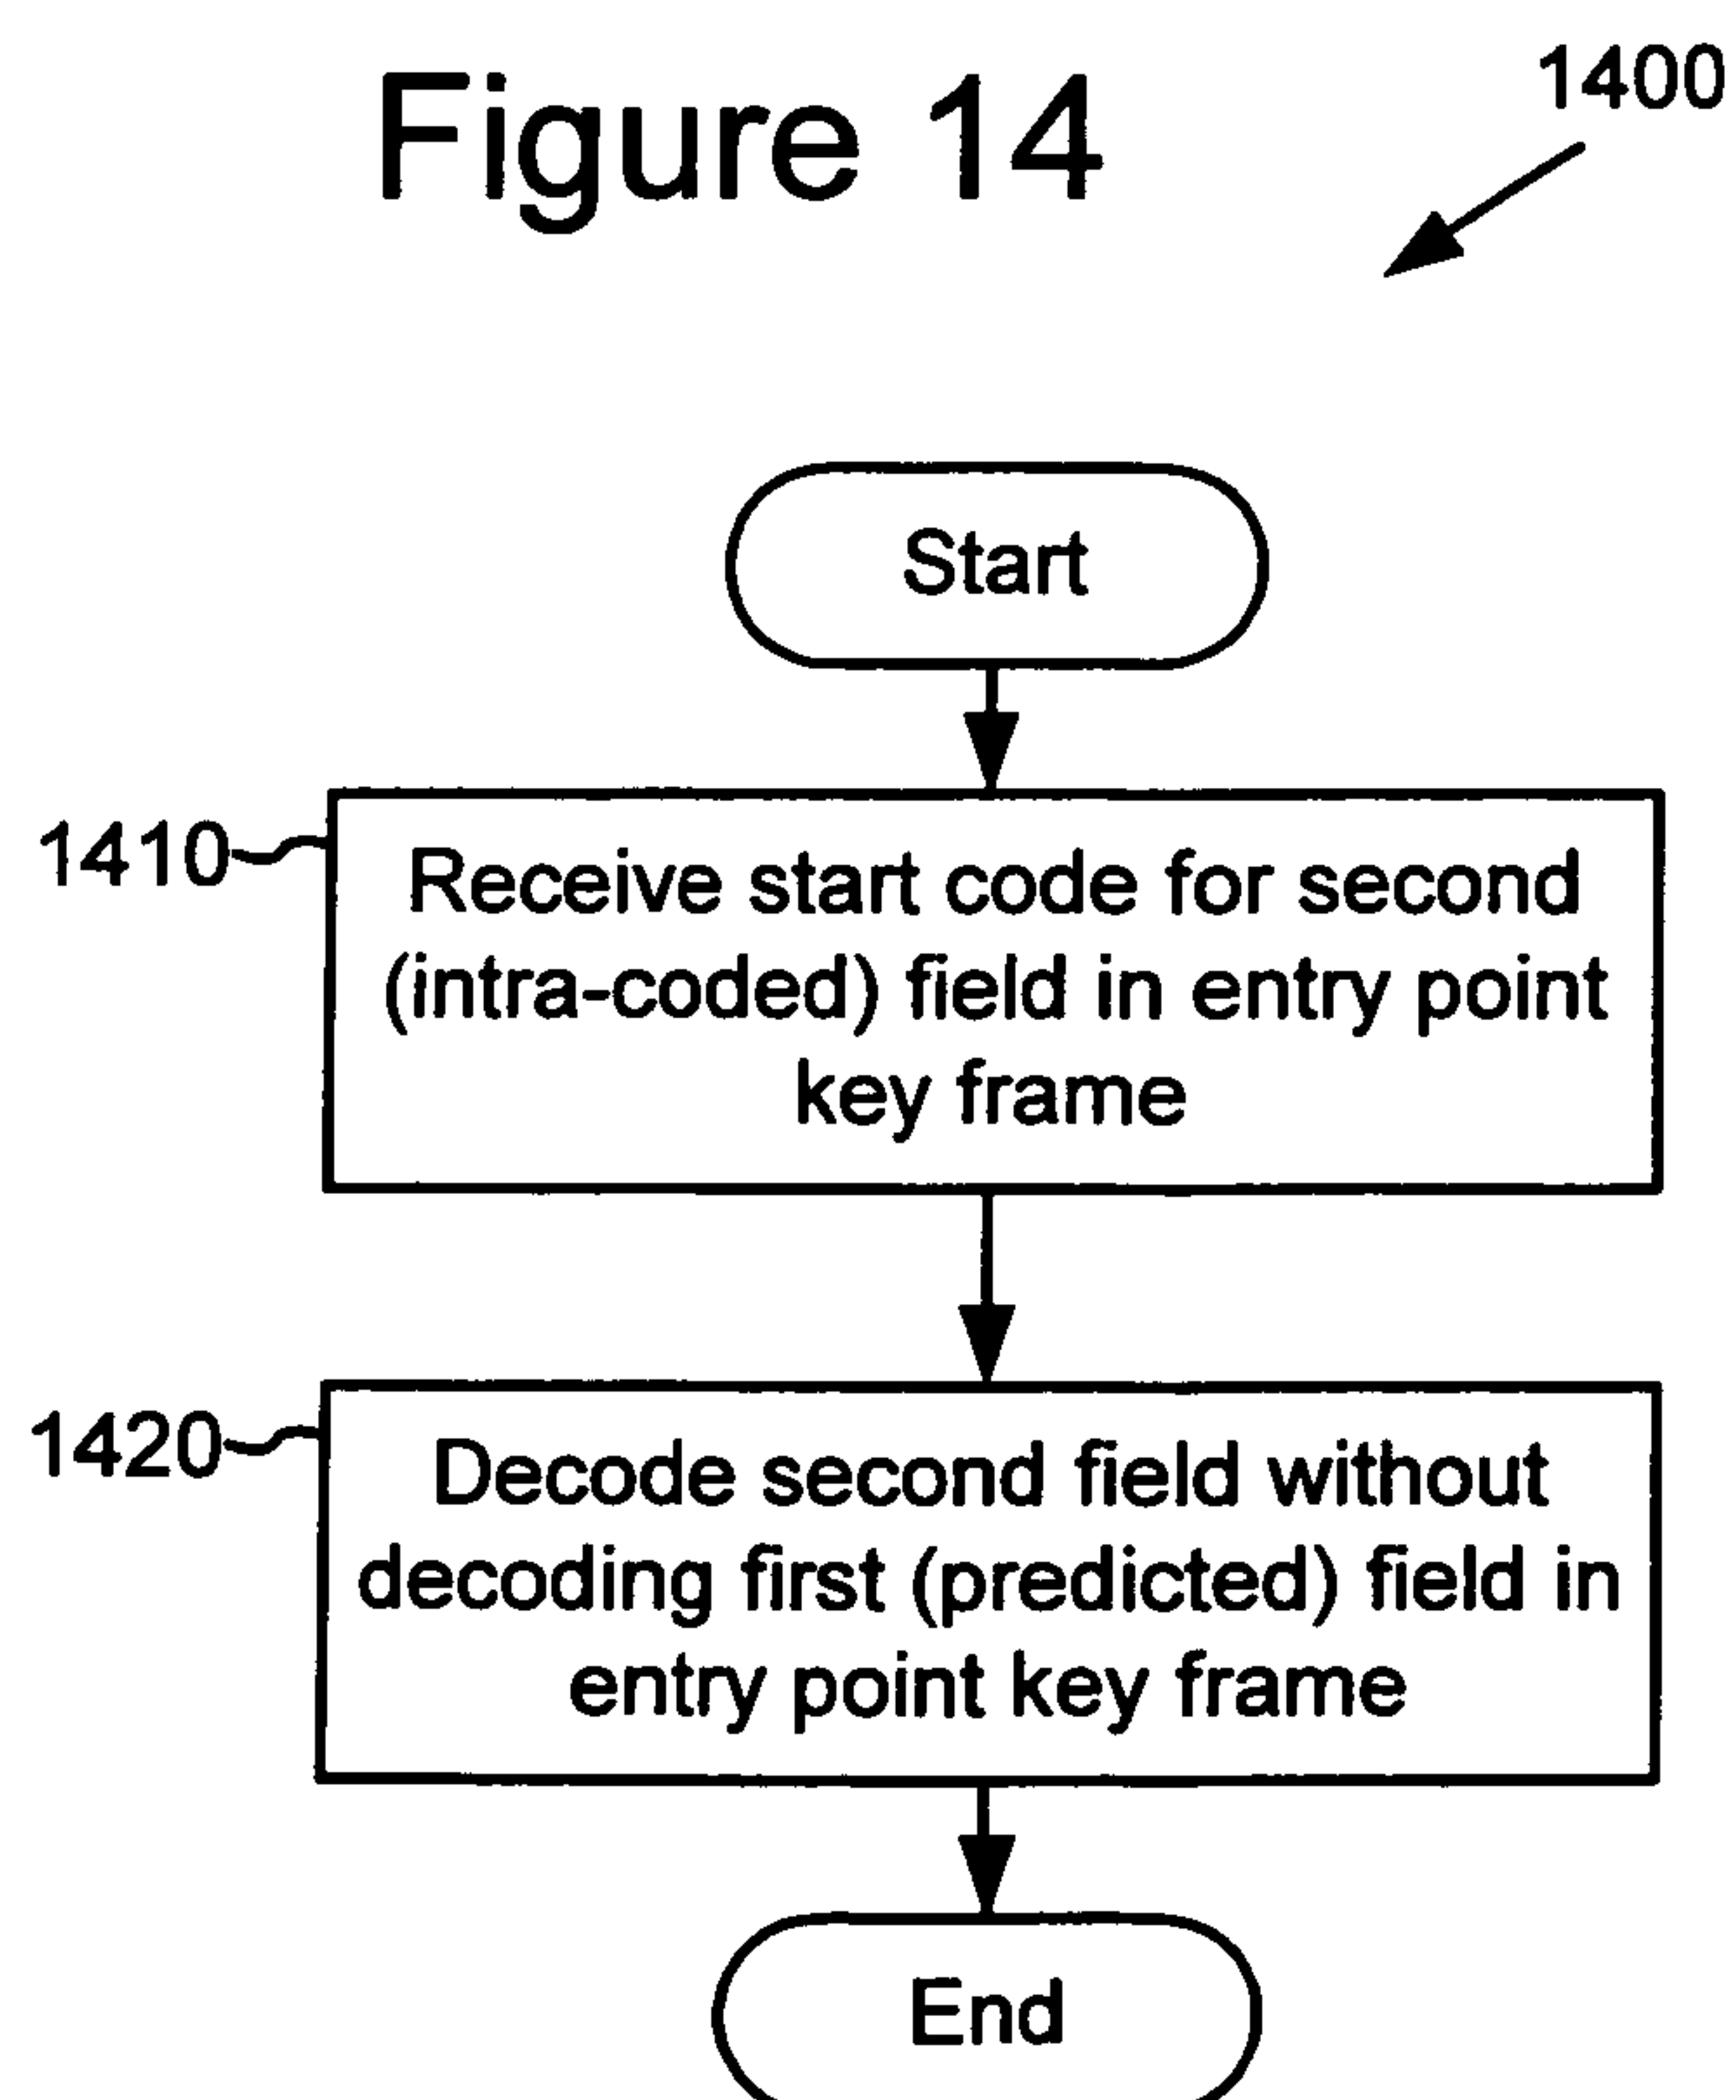 Figure 14
1400
Start
1410
Receive start code for second
(intra-coded) field in entry point
key frame
1420
Decode second field without
decoding first (predicted) field in
entry point key frame
End